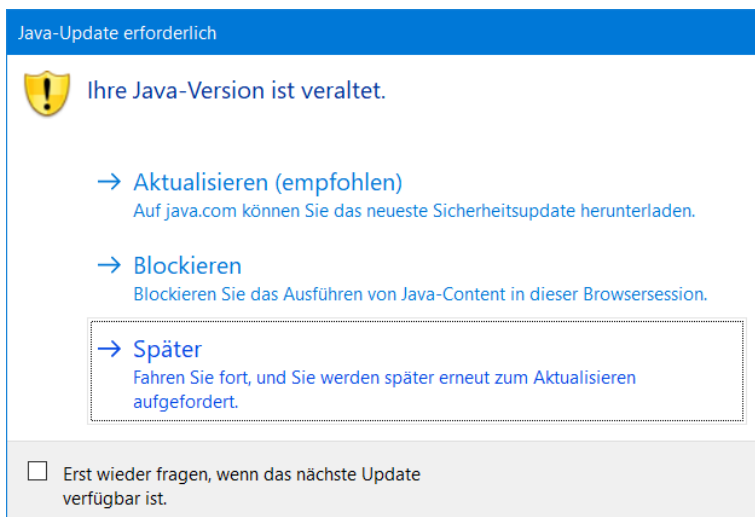 Java-Update erforderlich
Ihre Java-Version ist veraltet.
→ Aktualisieren (empfohlen)
Auf java.com können Sie das neueste Sicherheitsupdate herunterladen.
→ Blockieren
Blockieren Sie das Ausführen von Java-Content in dieser Browsersession.
→ Später
Fahren Sie fort, und Sie werden später erneut zum Aktualisieren
aufgefordert.
Erst wieder fragen, wenn das nächste Update
verfügbar ist.